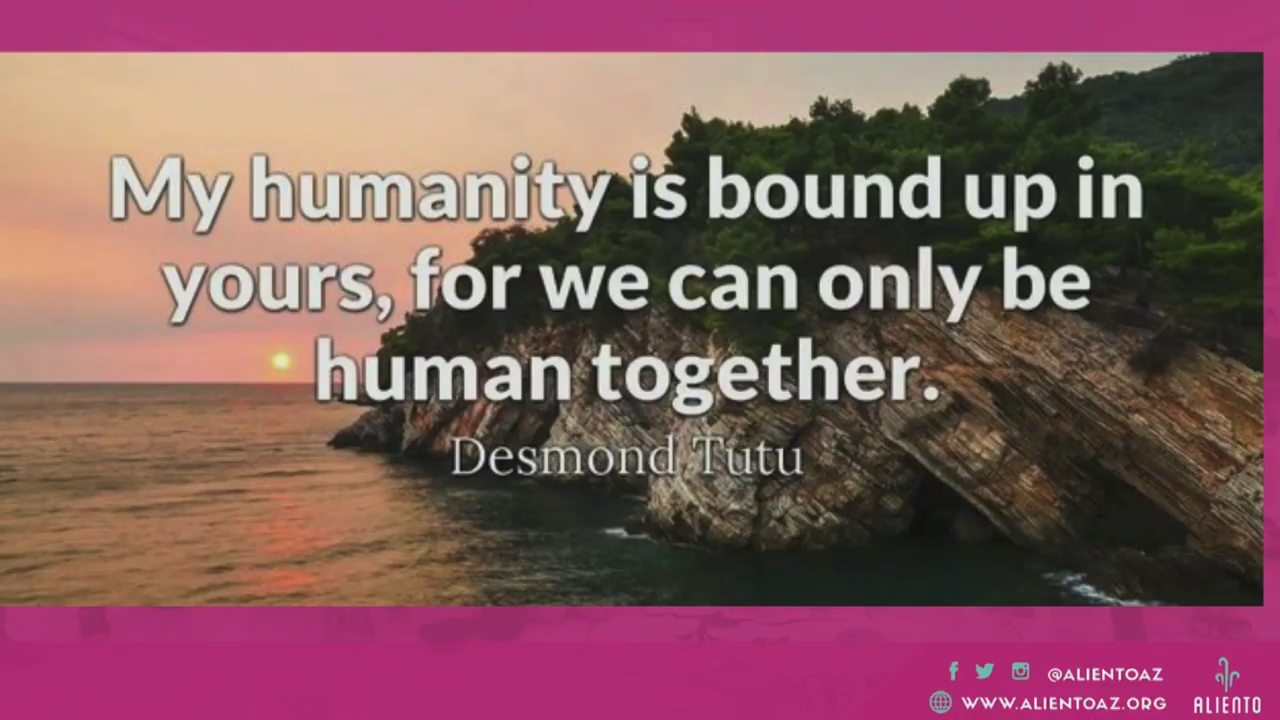 My humanity is bound up in
yours, for we can only be
human together.
Desmond Tutu
@ALIENTOAZ
WWW.ALIENTOAZ.ORG
ALIENTO